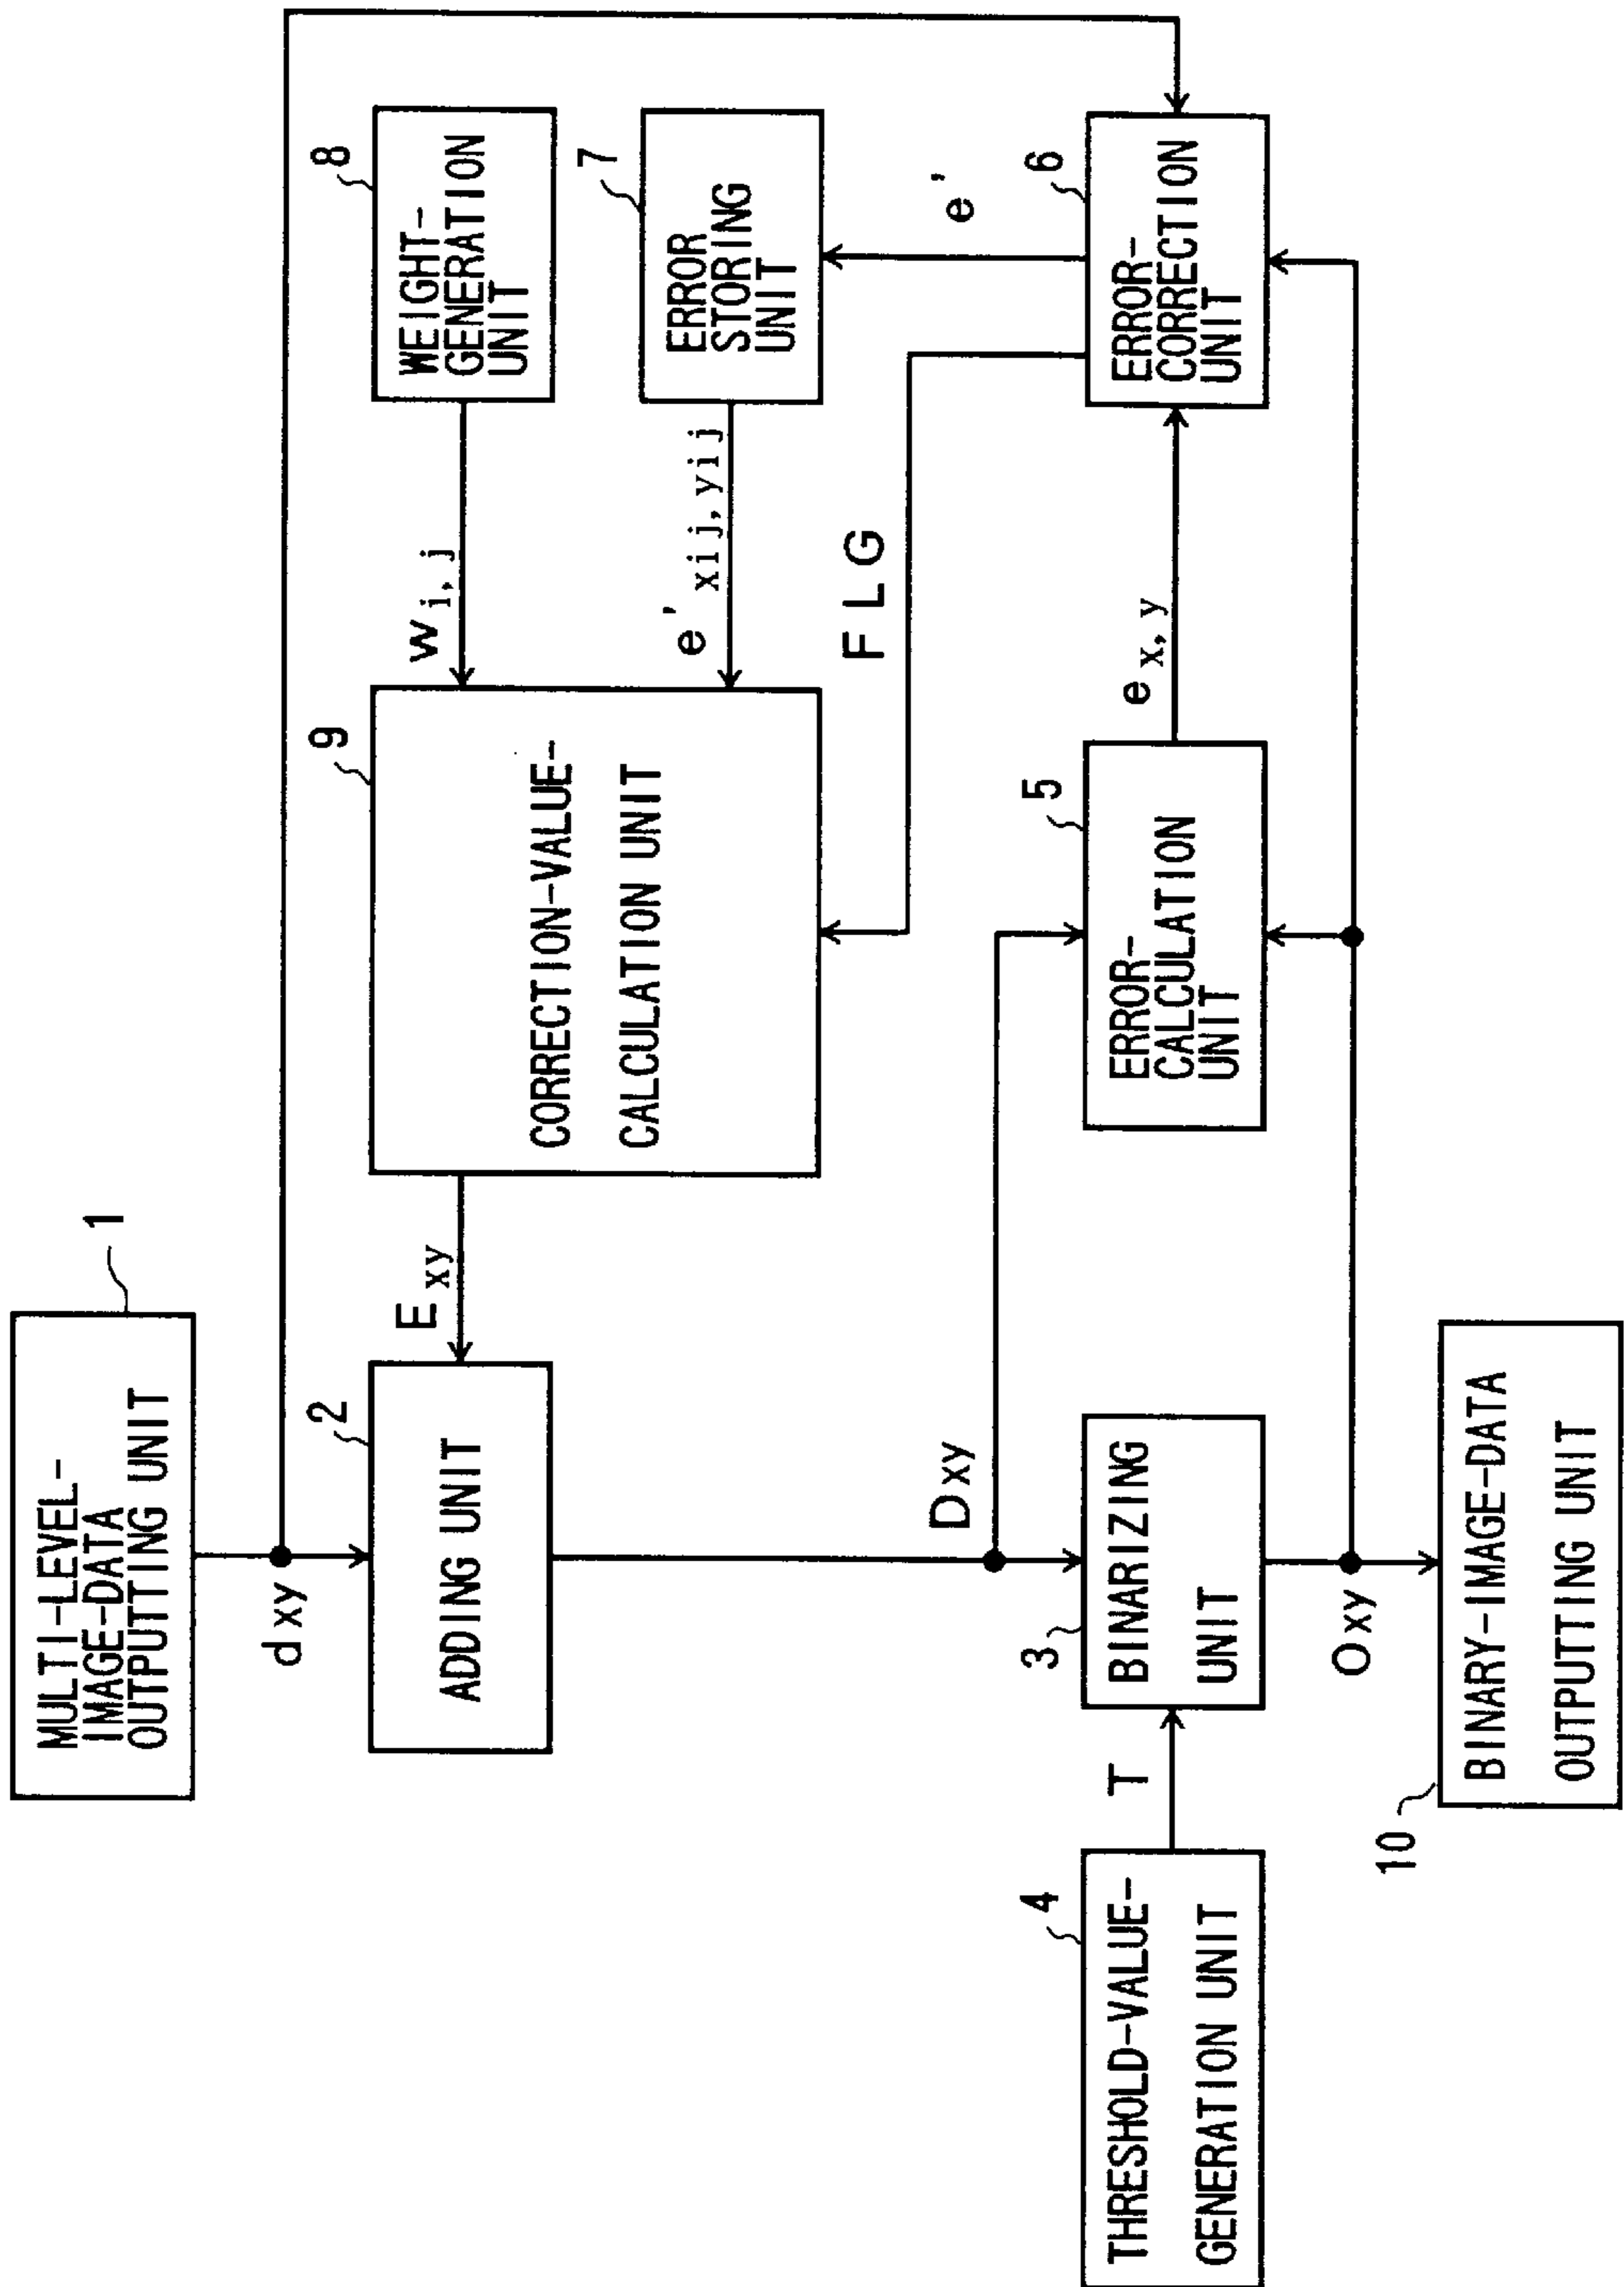 MULTI-LEVEL-
IMAGE-DATA
OUTPUTTING UNIT
1
dxy
ADDING UNIT
2
Exy
CORRECTION-VALUE-
CALCULATION UNIT
9
wi,j
WEIGHT-
GENERATION
UNIT
8
e'xij,yij
ERROR
STORING
UNIT
7
FLG
e'
THRESHOLD-VALUE-
GENERATION UNIT
4
T
BINARIZING
UNIT
3
Dxy
ERROR-
CALCULATION
UNIT
5
ex,y
ERROR-
CORRECTION
UNIT
6
Oxy
BINARY-IMAGE-DATA
OUTPUTING UNIT
10